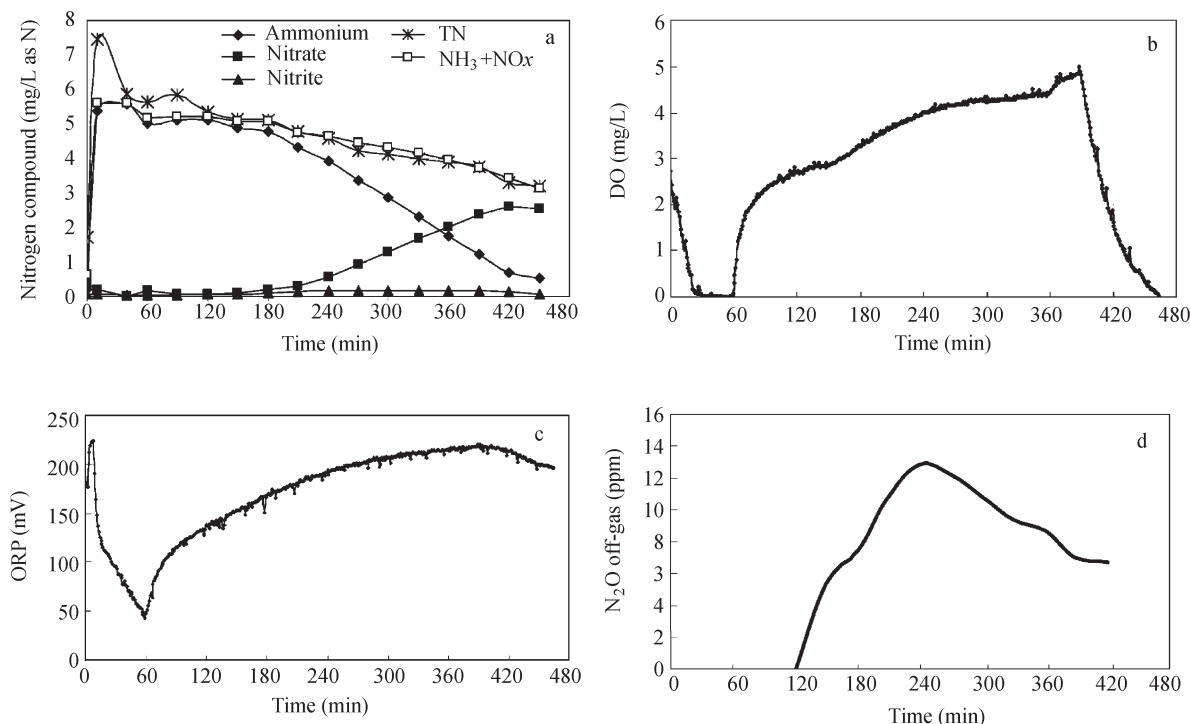 8
7
6
5
4
3
2
1
0
Nitrogen compound (mg/L as N)
Ammonium
Nitrate
Nitrite
TN
NH3+NOx
a
0 60 120 180 240 300 360 420 480
Time (min)
6
5
4
3
2
1
0
DO (mg/L)
b
0 60 120 180 240 300 360 420 480
Time (min)
250
200
150
100
50
0
ORP (mV)
c
0 60 120 180 240 300 360 420 480
Time (min)
16
14
12
10
8
3
4
2
0
N2O off-gas (ppm)
d
0 60 120 180 240 300 360 420 480
Time (min)